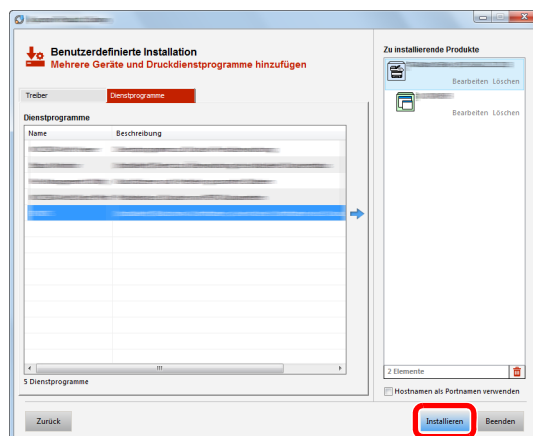 Benutzerdefinierte Installation
Mehrere Geräte und Druckdienstprogramme hinzufügen
Zu installierende Produkte
Bearbeiten Löschen
Bearbeiten Löschen
Treiber
Dienstprogramme
Dienstprogramme
Name
Beschreibung
5 Dienstprogramme
2 Elemente
Hostnamen als Portnamen verwenden
Zurück
Installieren
Beenden